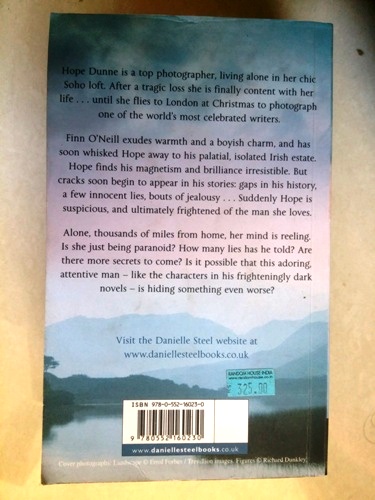 Hope Dunne is a top photographer, living alone in her chic
Soho loft. After a tragic loss she is finally content with her
life . . . until she flies to London at Christmas to photograph
one of the world's most celebrated writers.
Finn O'Neill exudes warmth and a boyish charm, and has
soon whisked Hope away to his palatial, isolated Irish estate.
Hope finds his magnetism and brilliance irresistible. But
cracks soon begin to appear in his stories: gaps in his history,
a few innocent lies, bouts of jealousy . . . Suddenly Hope is
suspicious, and ultimately frightened of the man she loves.
Alone, thousands of miles from home, her mind is reeling.
Is she just being paranoid? How many lies has he told? Are
there more secrets to come? Is it possible that this adoring,
attentive man – like the characters in his frighteningly dark
novels – is hiding something even worse?
Visit the Danielle Steel website at
www.daniellesteelbooks.co.uk
RANDOM HOUSE INDIA
325.00
ISBN 978-0-552-16023-0
9 780552 160230
www.daniellesteelbooks.co.uk
Cover photographs: Landscape © Errol Forbes / Trevillion Images. Figures © Richard Dunkley